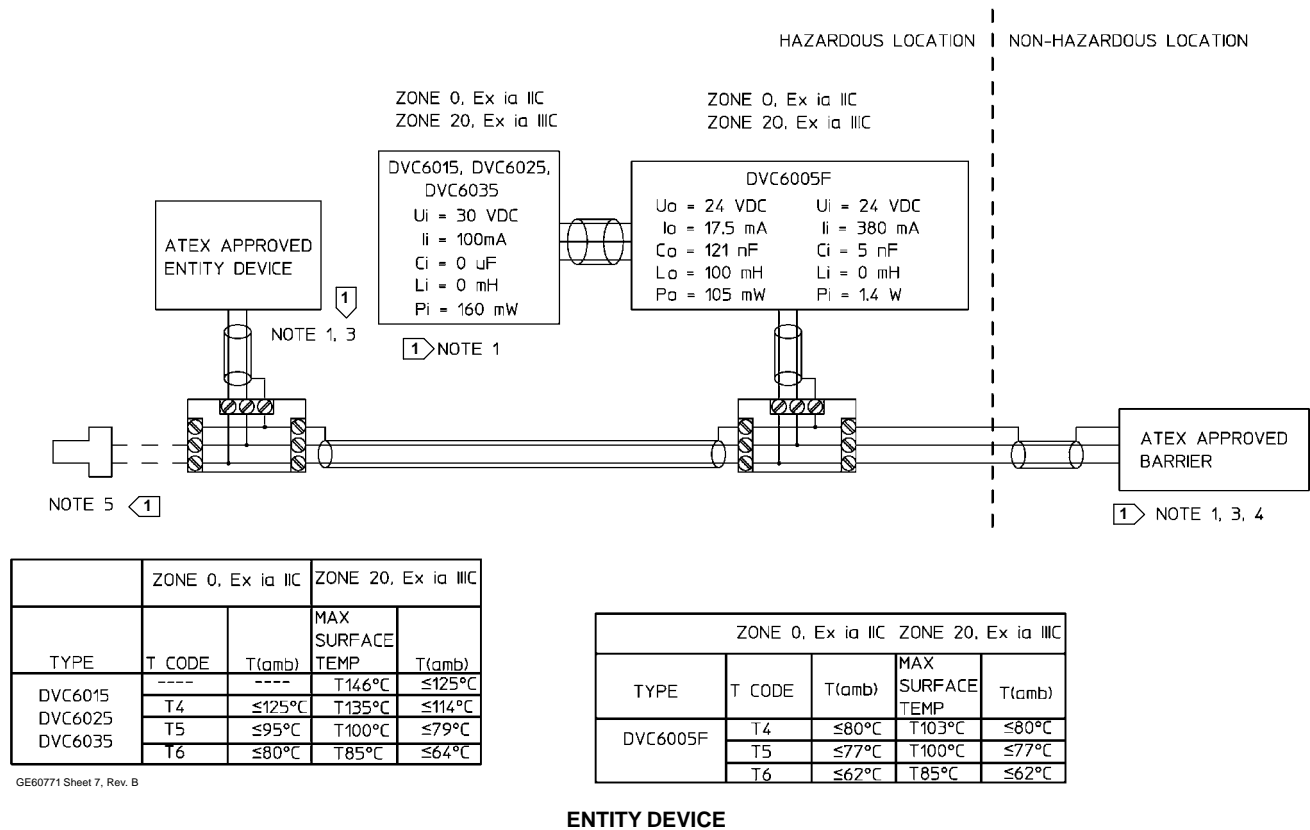 HAZARDOUS LOCATION
NON-HAZARDOUS LOCATION
ZONE 0, Ex ia IIC
ZONE 20, Ex ia IIIC
ZONE 0, Ex ia IIC
ZONE 20, Ex ia IIIC
ATEX APPROVED
ENTITY DEVICE
1
NOTE 1, 3
DVC6015, DVC6025,
DVC6035
Ui = 30 VDC
Ii = 100mA
Ci = 0 uF
Li = 0 mH
Pi = 160 mW
1 NOTE 1
DVC6005F
Uo = 24 VDC Ui = 24 VDC
Io = 17.5 mA Ii = 380 mA
Co = 121 nF Ci = 5 nF
Lo = 100 mH Li = 0 mH
Po = 105 mW Pi = 1.4 W
NOTE 5 1
ATEX APPROVED
BARRIER
1 NOTE 1, 3, 4
ZONE 0, Ex ia IIC ZONE 20, Ex ia IIIC
TYPE T CODE T(amb) MAX SURFACE TEMP T(amb)
DVC6015
DVC6025
DVC6035
---- ---- T146°C ≤125°C
T4 ≤125°C T135°C ≤114°C
T5 ≤95°C T100°C ≤79°C
T6 ≤80°C T85°C ≤64°C
GE60771 Sheet 7, Rev. B
ZONE 0, Ex ia IIC ZONE 20, Ex ia IIIC
TYPE T CODE T(amb) MAX SURFACE TEMP T(amb)
DVC6005F
T4 ≤80°C T103°C ≤80°C
T5 ≤77°C T100°C ≤77°C
T6 ≤62°C T85°C ≤62°C
ENTITY DEVICE